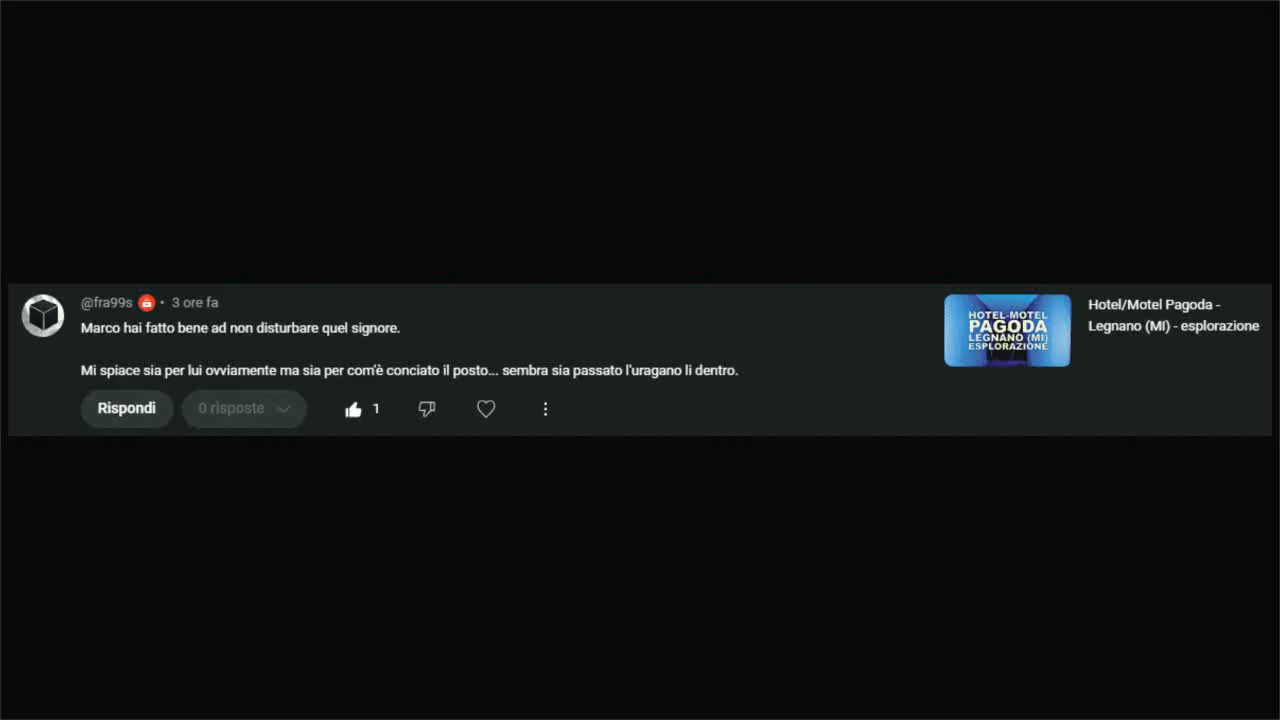 @fra99s • 3 ore fa
Marco hai fatto bene ad non disturbare quel signore.
Mi spiace sia per lui ovviamente ma sia per com'è conciato il posto... sembra sia passato l'uragano li dentro.
Rispondi
0 risposte
1
HOTEL-MOTEL
PAGODA
LEGNANO (MI)
ESPLORAZIONE
Hotel/Motel Pagoda -
Legnano (MI) - esplorazione